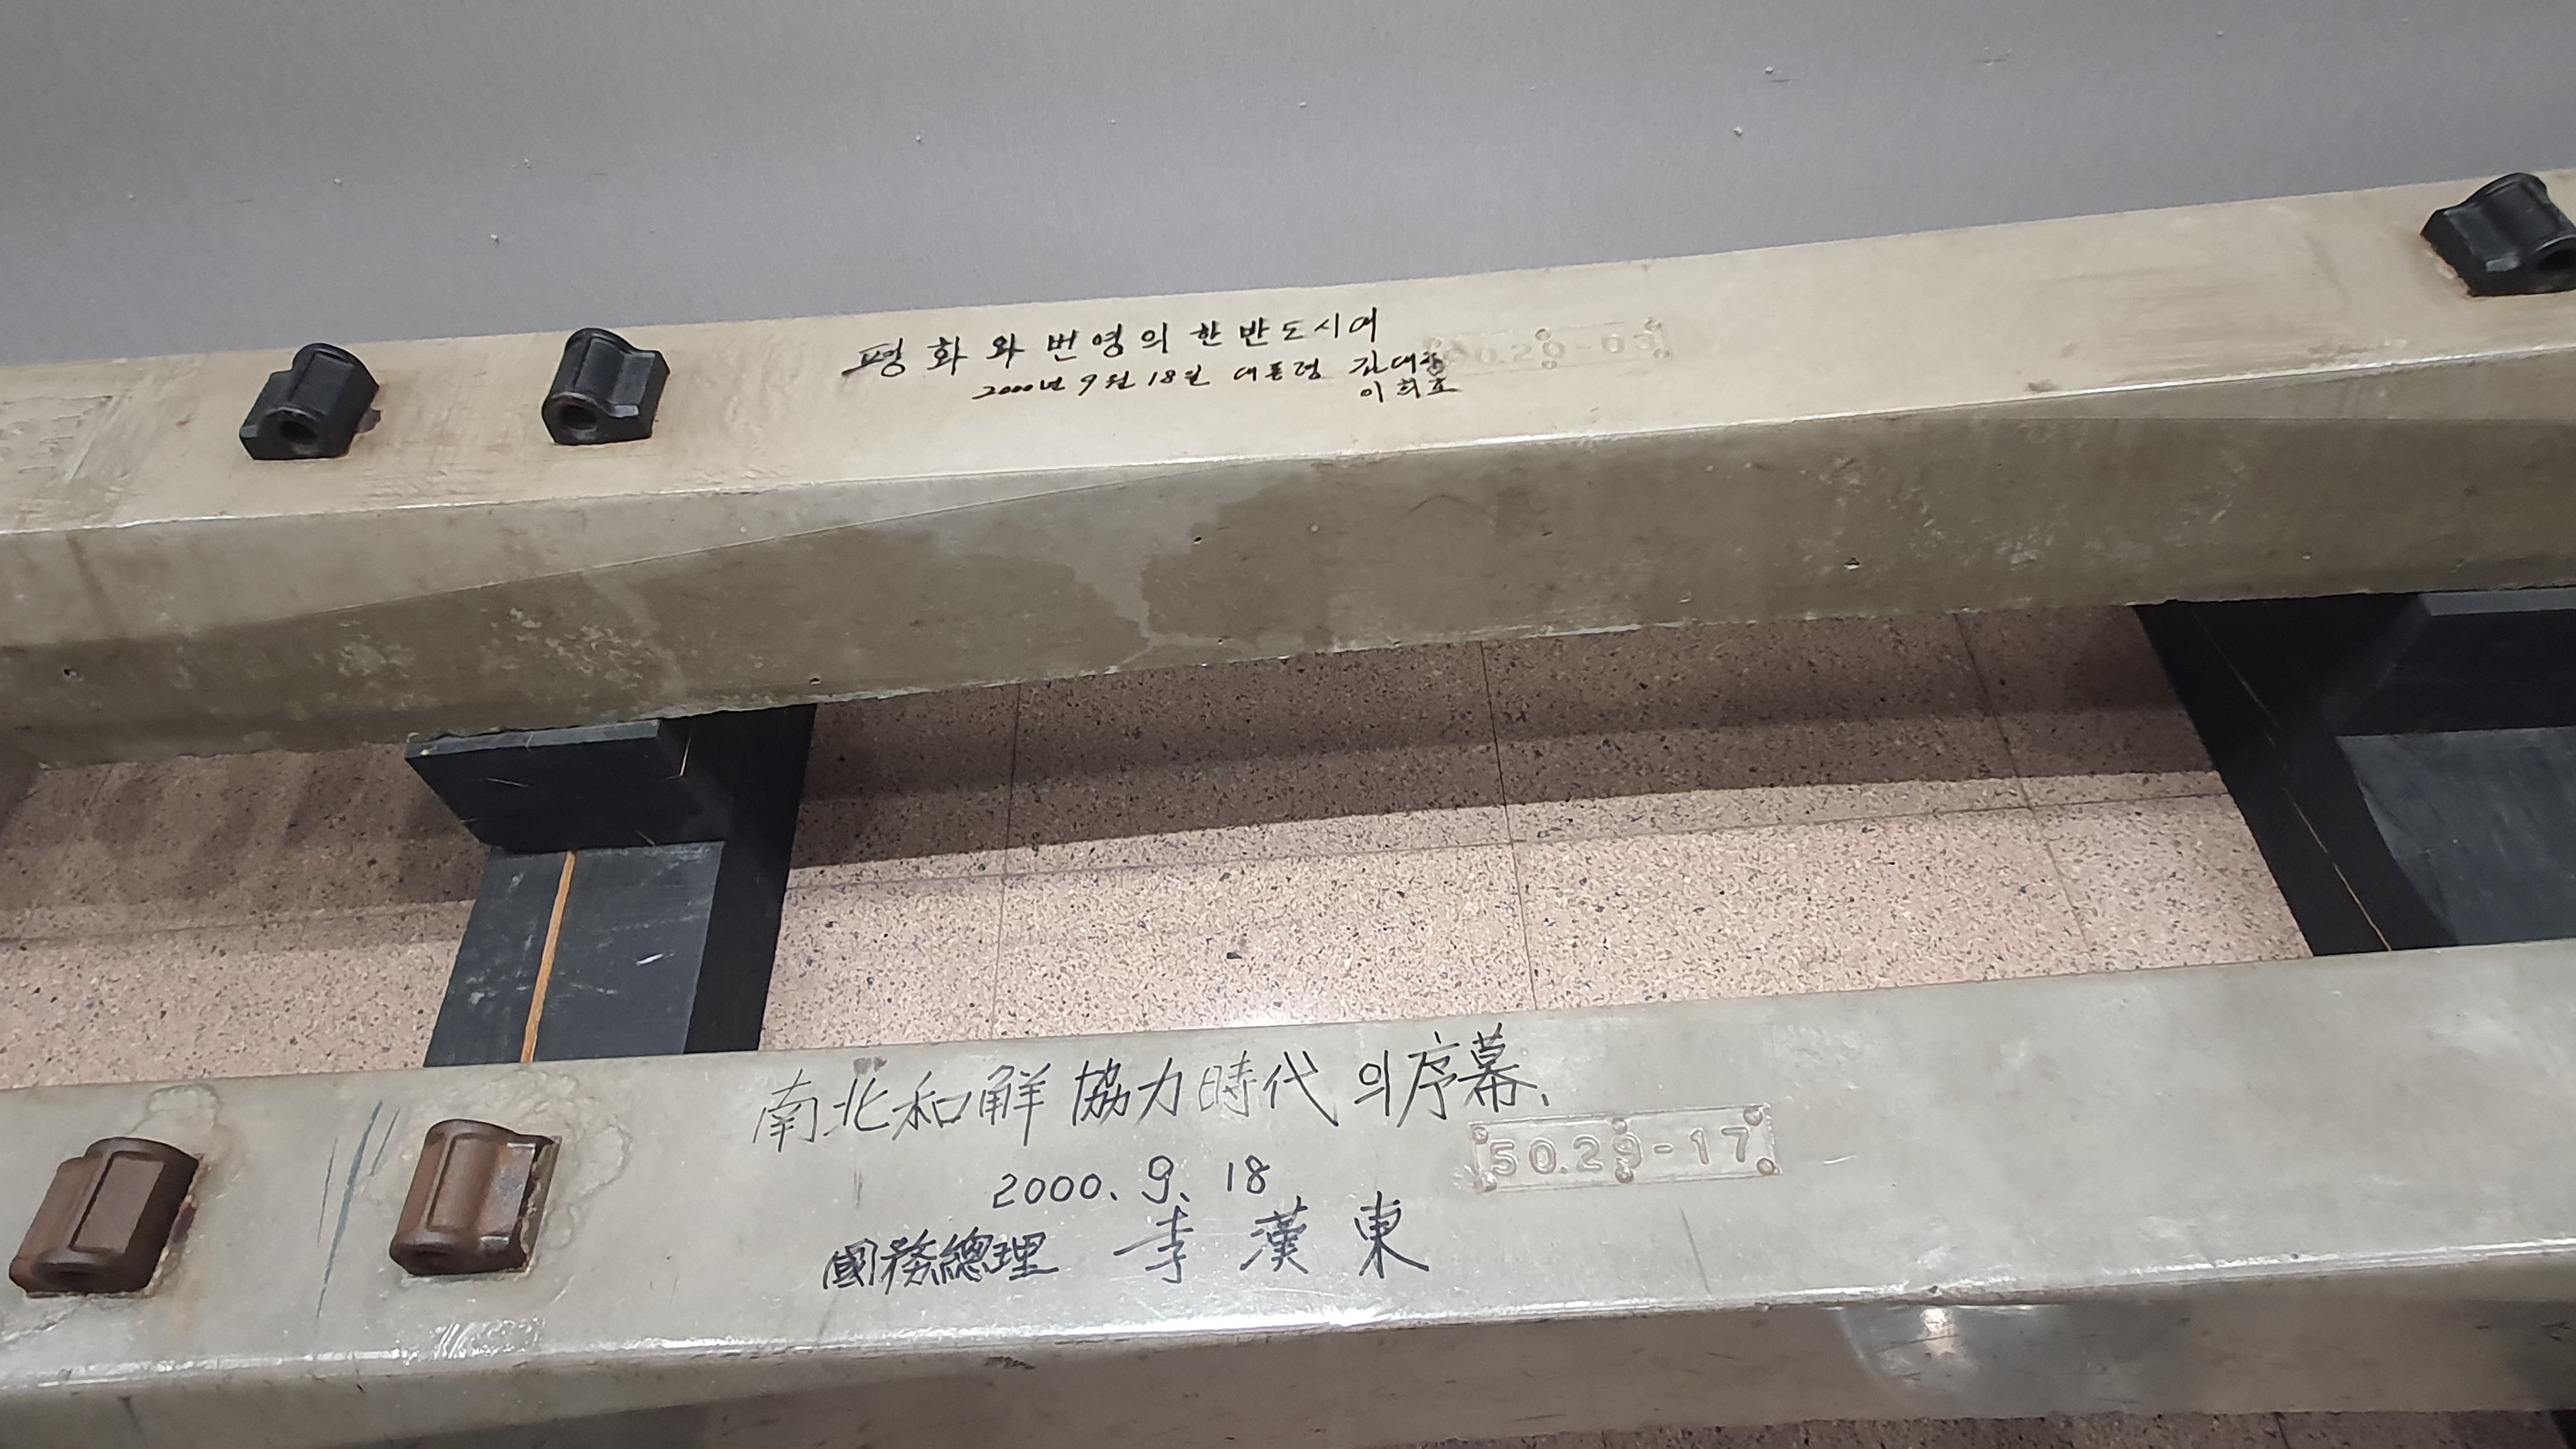 평화와 번영의 한반도시여
2000년 9월 18일 대통령 김대중
이희호
50.29-03
南北和解 協力時代의 序幕.
50.29-17
2000. 9. 18
國務總理 李漢東